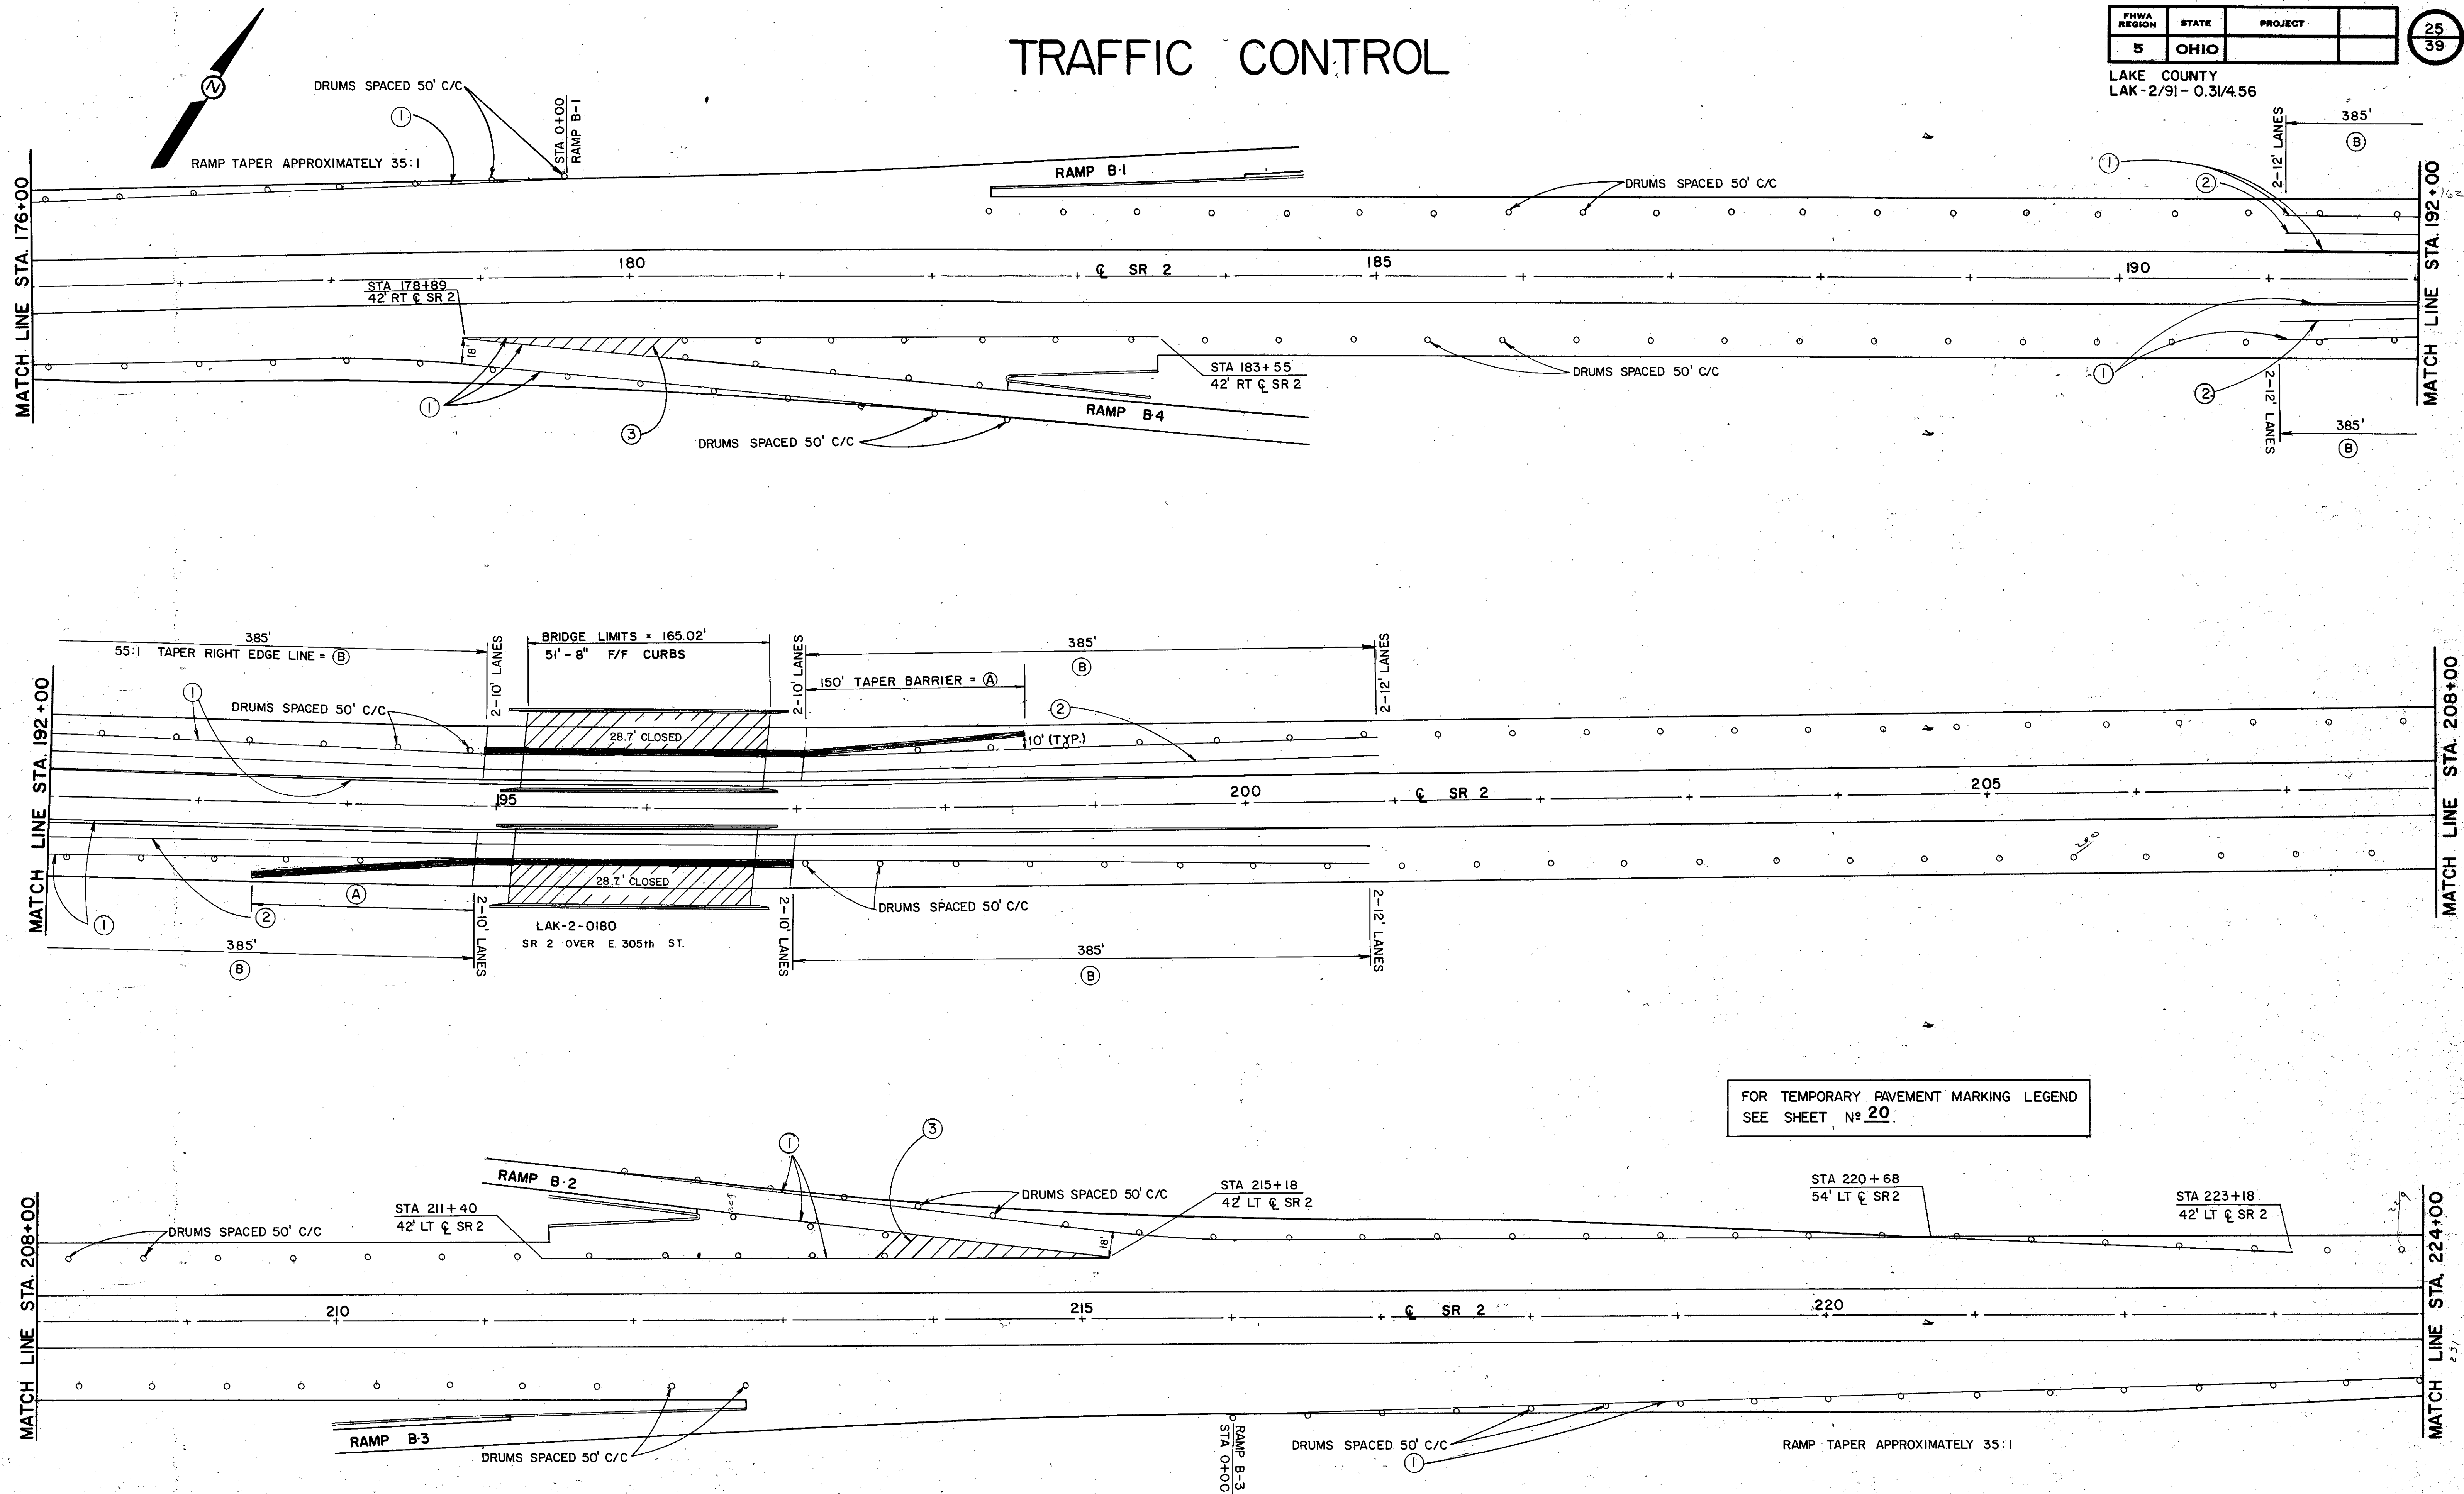 TRAFFIC CONTROL
FHWA REGION STATE PROJECT
5 OHIO
25
39
LAKE COUNTY
LAK-2/91-0.31/4.56
N
DRUMS SPACED 50' C/C
1
STA 0+00
RAMP B-1
RAMP TAPER APPROXIMATELY 35:1
RAMP B-1
DRUMS SPACED 50' C/C
1
2
2-12' LANES
385'
B
MATCH LINE STA. 176+00
180
℄ SR 2
185
190
MATCH LINE STA. 192+00
162
STA 178+89
42' RT ℄ SR 2
18'
1
3
DRUMS SPACED 50' C/C
RAMP B-4
STA 183+55
42' RT ℄ SR 2
DRUMS SPACED 50' C/C
1
2
2-12' LANES
385'
B
385'
55:1 TAPER RIGHT EDGE LINE = B
2-10' LANES
BRIDGE LIMITS = 165.02'
51'-8" F/F CURBS
2-10' LANES
385'
B
2-12' LANES
150' TAPER BARRIER = A
1
DRUMS SPACED 50' C/C
28.7' CLOSED
10' (TYP.)
2
MATCH LINE STA. 192+00
195
200
℄ SR 2
205
MATCH LINE STA. 208+00
200
28.7' CLOSED
A
1
2
2-10' LANES
LAK-2-0180
SR 2 OVER E. 305th ST.
2-10' LANES
DRUMS SPACED 50' C/C
2-12' LANES
385'
B
385'
B
FOR TEMPORARY PAVEMENT MARKING LEGEND
SEE SHEET Nº 20.
1
3
RAMP B-2
209
DRUMS SPACED 50' C/C
STA 211+40
42' LT ℄ SR 2
DRUMS SPACED 50' C/C
18'
STA 215+18
42' LT ℄ SR 2
STA 220+68
54' LT ℄ SR 2
STA 223+18
42' LT ℄ SR 2
MATCH LINE STA. 208+00
210
215
℄ SR 2
220
MATCH LINE STA. 224+00
231
RAMP B-3
DRUMS SPACED 50' C/C
RAMP B-3
STA 0+00
DRUMS SPACED 50' C/C
1
RAMP TAPER APPROXIMATELY 35:1